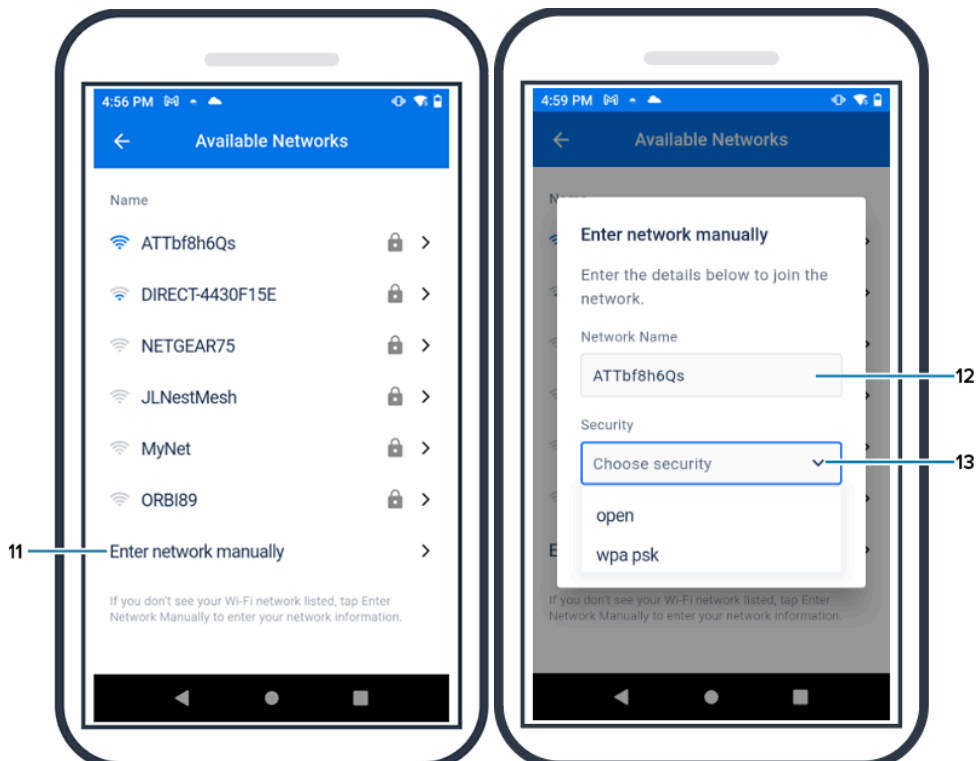 4:56 PM
Available Networks
Name
ATTbf8h6Qs
DIRECT-4430F15E
NETGEAR75
JLNestMesh
MyNet
ORBI89
11
Enter network manually
If you don't see your Wi-Fi network listed, tap Enter
Network Manually to enter your network information.
4:59 PM
Available Networks
Enter network manually
Enter the details below to join the
network.
Network Name
ATTbf8h6Qs
12
Security
Choose security
13
open
wpa psk
If you don't see your Wi-Fi network listed, tap Enter
Network Manually to enter your network information.